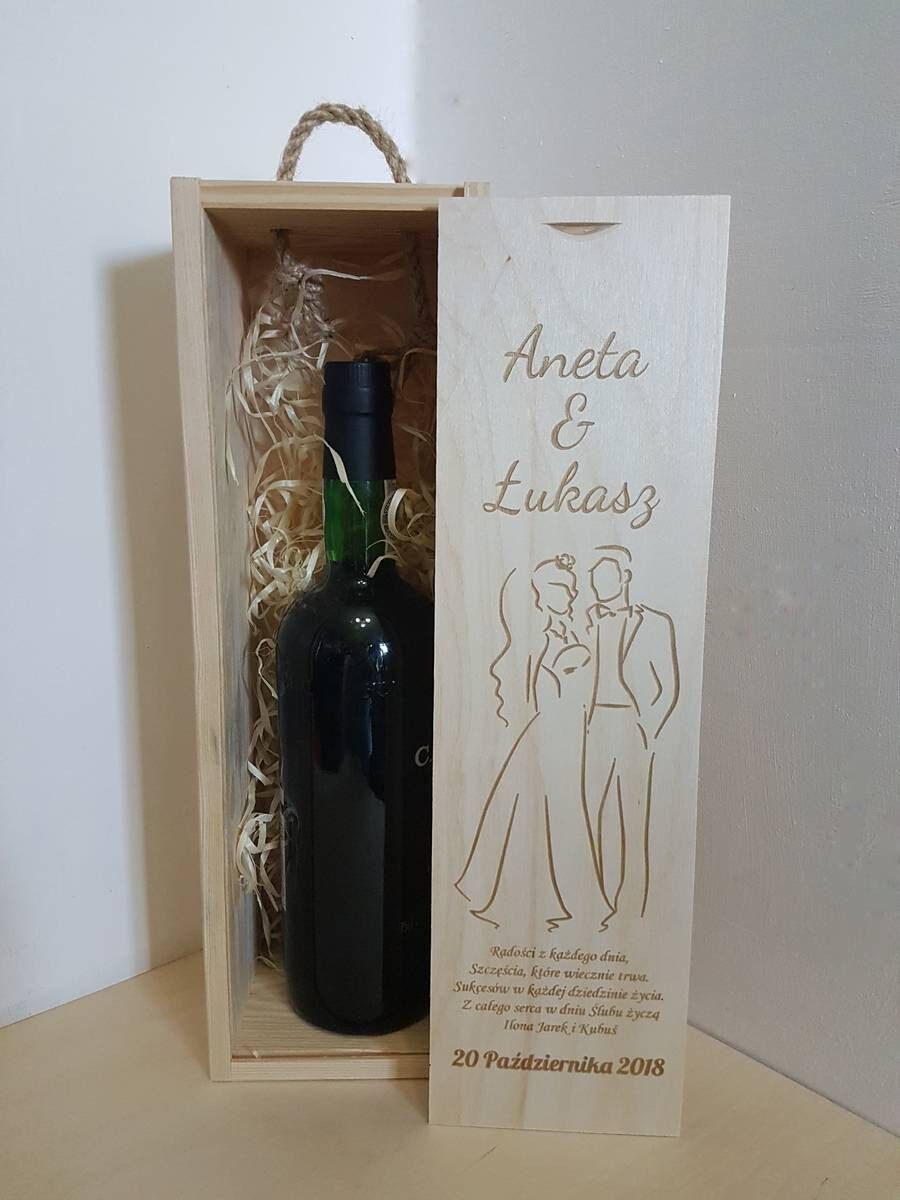 Aneta
&
Łukasz
Radości z każdego dnia,
Szczęścia, które wiecznie trwa.
Sukcesów w każdej dziedzinie życia.
Z całego serca w dniu Ślubu życzą
Ilona Jarek i Kubuś
20 Października 2018